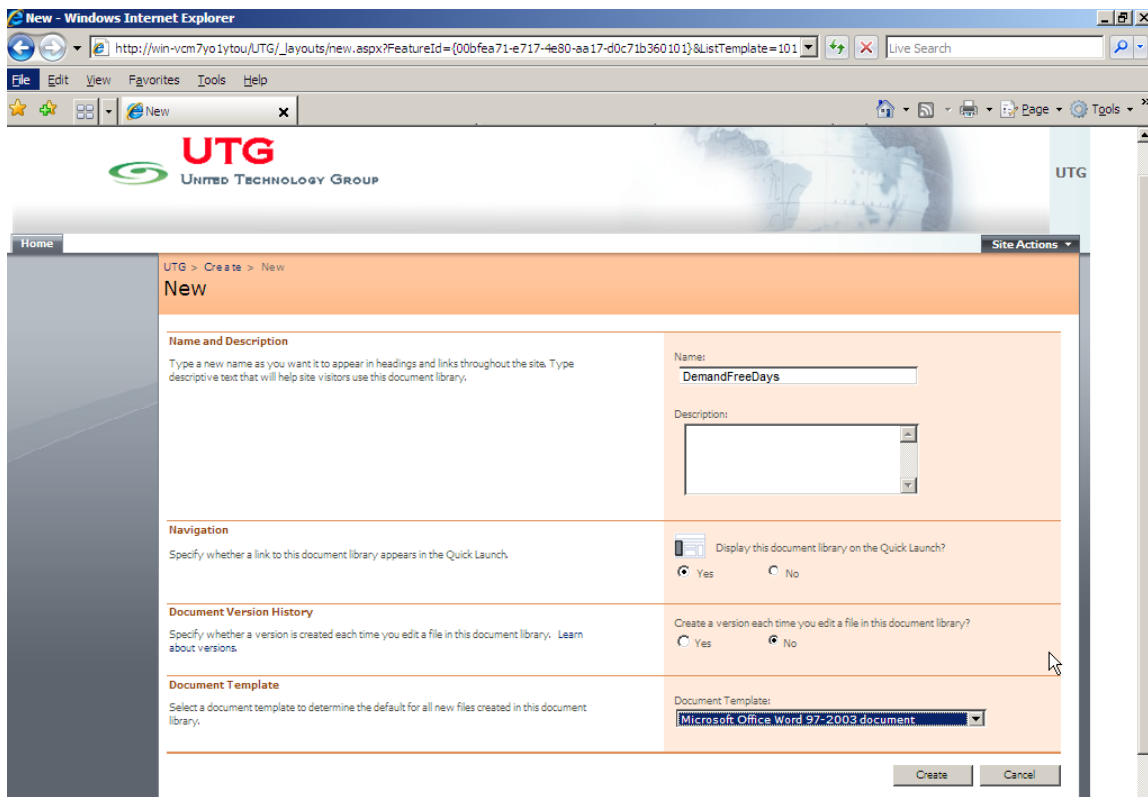 New - Windows Internet Explorer
http://win-vcm7yo1ytou/UTG/_layouts/new.aspx?FeatureId={00bfea71-e717-4e80-aa17-d0c71b360101}&ListTemplate=101
Live Search
File Edit View Favorites Tools Help
New
Page Tools »
UTG
UNITED TECHNOLOGY GROUP
UTG
Home
Site Actions
UTG > Create > New
New
Name and Description
Type a new name as you want it to appear in headings and links throughout the site. Type
descriptive text that will help site visitors use this document library.
Name:
DemandFreeDays
Description:
Navigation
Specify whether a link to this document library appears in the Quick Launch.
Display this document library on the Quick Launch?
Yes No
Document Version History
Specify whether a version is created each time you edit a file in this document library. Learn
about versions.
Create a version each time you edit a file in this document library?
Yes No
Document Template
Select a document template to determine the default for all new files created in this document
library.
Document Template:
Microsoft Office Word 97-2003 document
Create Cancel